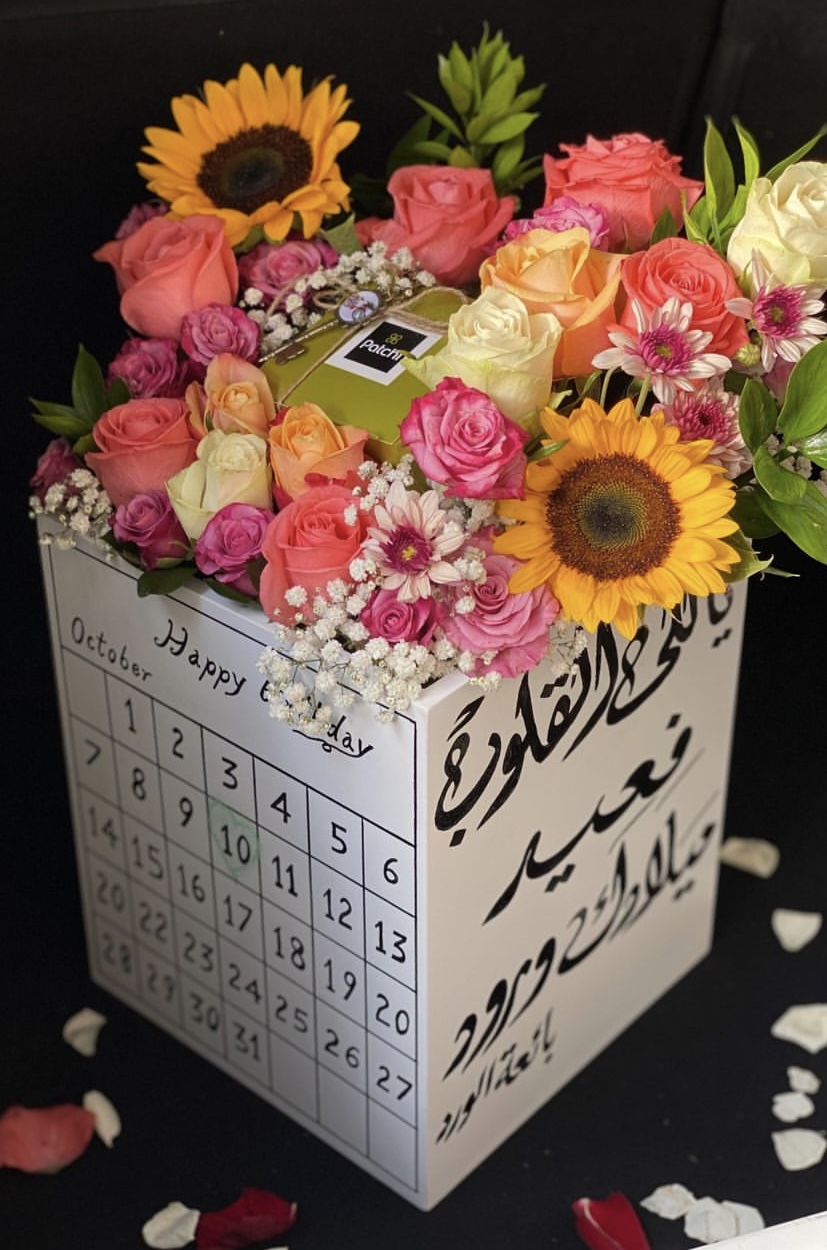 Patchi
October
Happy Birthday
1 2 3 4 5 6
7 8 9 10 11 12 13
14 15 16 17 18 19 20
20 22 23 24 25 26 27
28 29 30 31
القلوب
فعيد
ميلادك ورود
بائعة الورد